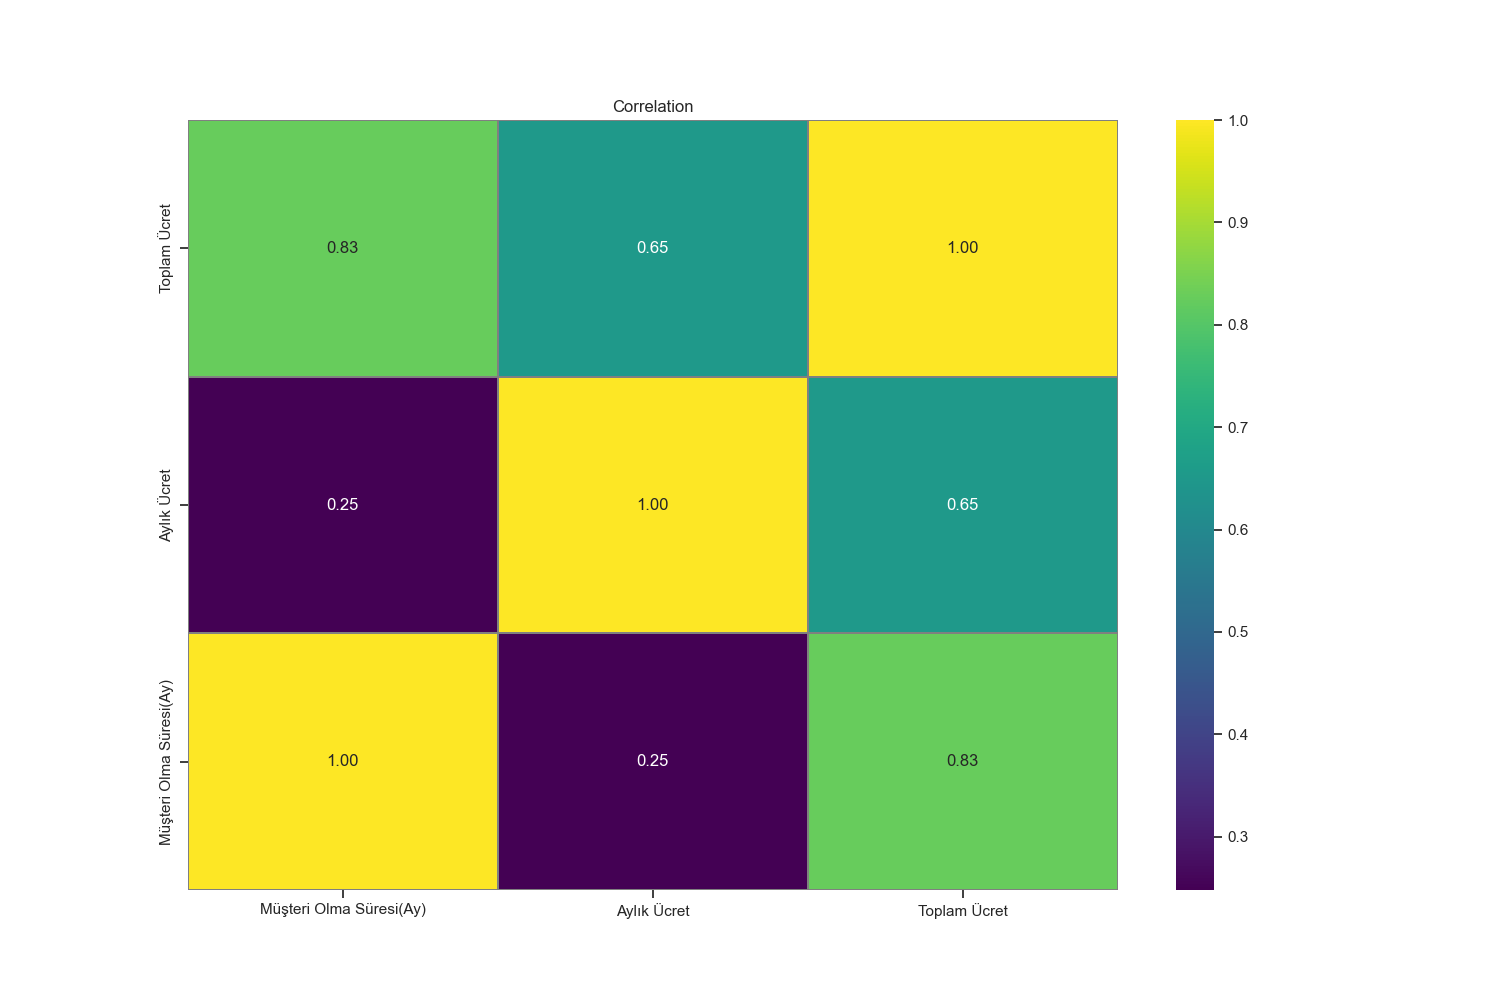 Correlation
Toplam Ücret
0.83 0.65 1.00
Aylık Ücret
0.25 1.00 0.65
Müşteri Olma Süresi(Ay)
1.00 0.25 0.83
Müşteri Olma Süresi(Ay) Aylık Ücret Toplam Ücret
1.0
0.9
0.8
0.7
0.6
0.5
0.4
0.3